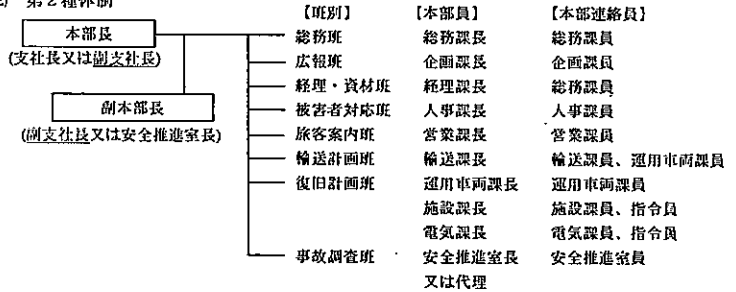 第2種体制
【班別】 【本部員】 【本部連絡員】
本部長
(支社長又は副支社長)
副本部長
(副支社長又は安全推進室長)
総務班 総務課長 総務課員
広報班 企画課長 企画課員
経理・資材班 経理課長 総務課員
被害者対応班 人事課長 人事課員
旅客案内班 営業課長 営業課員
輸送計画班 輸送課長 輸送課員、運用車両課員
復旧計画班 運用車両課長 運用車両課員
施設課長 施設課員、指令員
電気課長 電気課員、指令員
事故調査班 安全推進室長 安全推進室員
又は代理